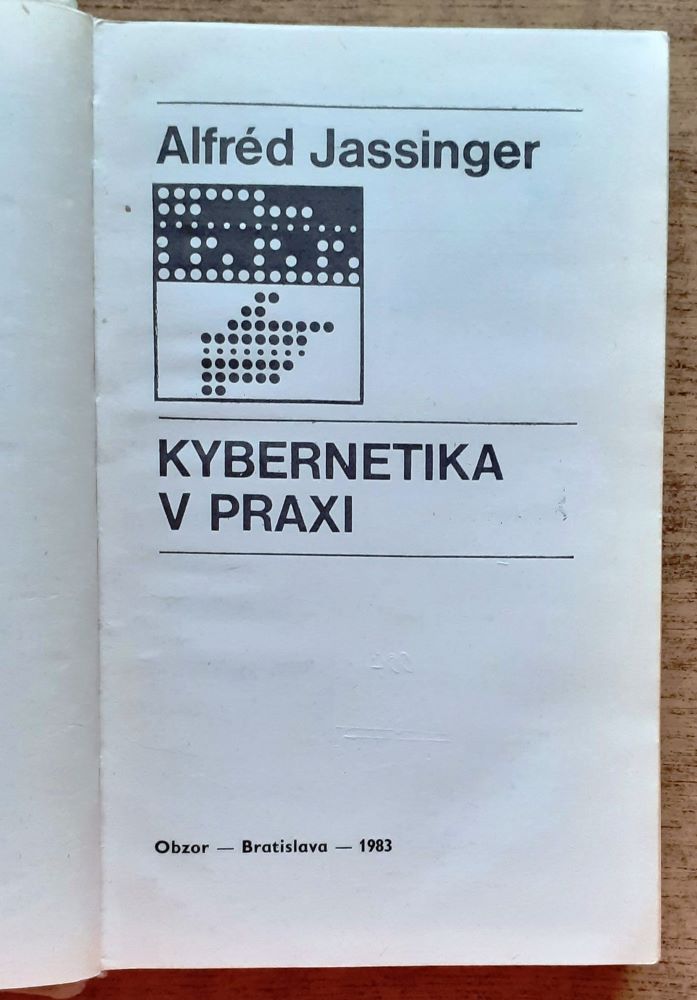 Alfréd Jassinger
KYBERNETIKA
V PRAXI
Obzor — Bratislava — 1983